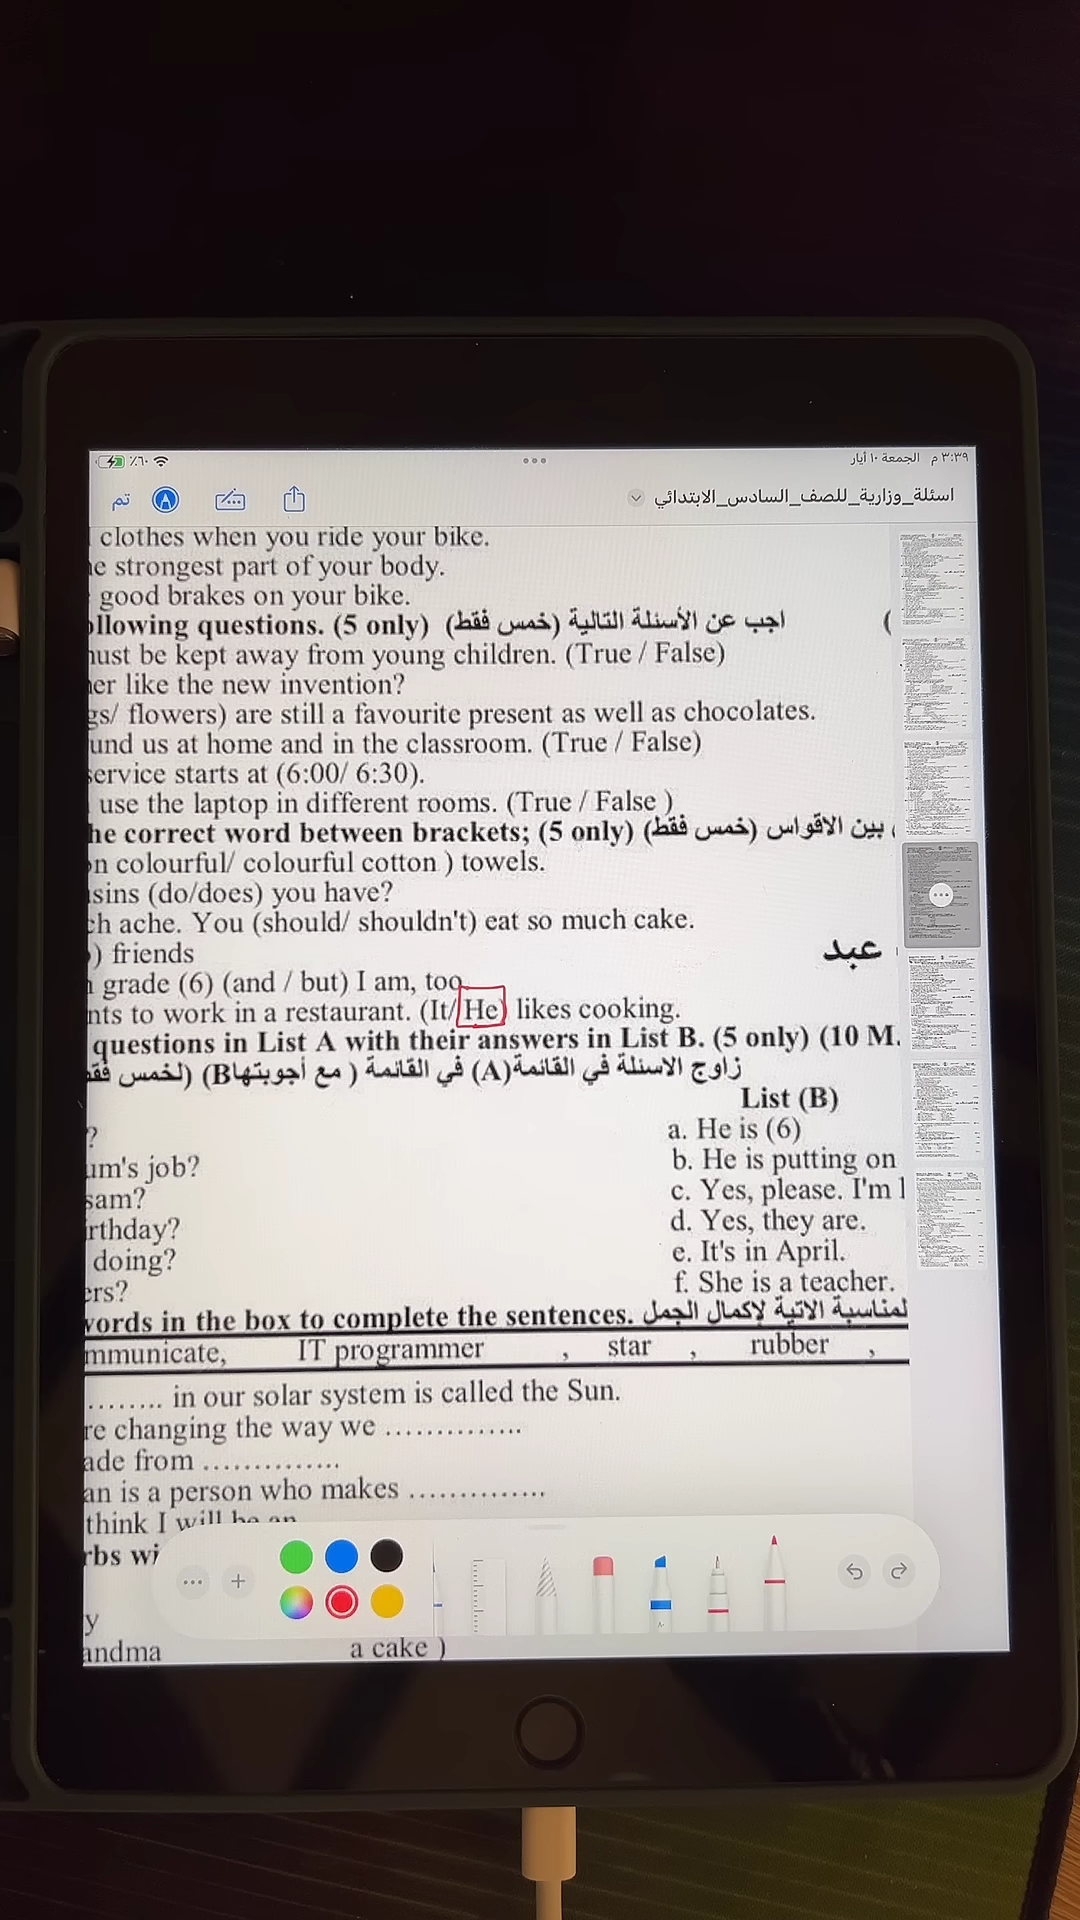 ٪٦٠
٣:٣٩ م الجمعة ١٠ أيار
تم
اسئلة_وزارية_للصف_السادس_الابتدائي
clothes when you ride your bike.
e strongest part of your body.
good brakes on your bike.
ollowing questions. (5 only) اجب عن الأسئلة التالية (خمس فقط) (
nust be kept away from young children. (True / False)
er like the new invention?
gs/ flowers) are still a favourite present as well as chocolates.
und us at home and in the classroom. (True / False)
service starts at (6:00/ 6:30).
use the laptop in different rooms. (True / False )
he correct word between brackets; (5 only) بين الاقواس (خمس فقط)
n colourful/ colourful cotton ) towels.
sins (do/does) you have?
ch ache. You (should/ shouldn't) eat so much cake.
) friends
عبد
grade (6) (and / but) I am, too
nts to work in a restaurant. (It/ He) likes cooking.
questions in List A with their answers in List B. (5 only) (10 M.
زاوج الاسئلة في القائمة(A) في القائمة ( مع أجوبتهاB) (لخمس فق
List (B)
? a. He is (6)
um's job? b. He is putting on
sam? c. Yes, please. I'm
rthday? d. Yes, they are.
doing? e. It's in April.
ers? f. She is a teacher.
words in the box to complete the sentences. لمناسبة الاتية لاكمال الجمل
mmunicate, IT programmer , star , rubber ,
........ in our solar system is called the Sun.
re changing the way we ..............
ade from ..............
an is a person who makes ..............
think I will be an
rbs wi
y
andma a cake )